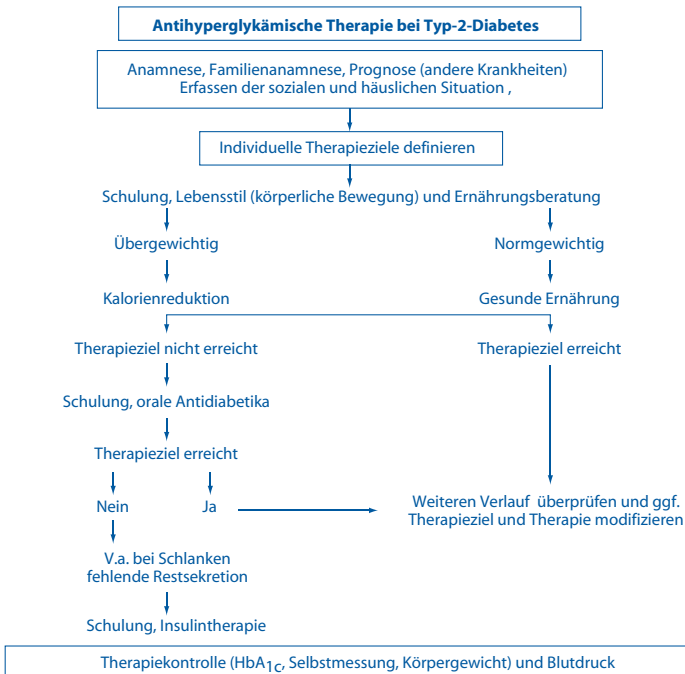 Antihyperglykämische Therapie bei Typ-2-Diabetes
Anamnese, Familienanamnese, Prognose (andere Krankheiten)
Erfassen der sozialen und häuslichen Situation ,
Individuelle Therapieziele definieren
Schulung, Lebensstil (körperliche Bewegung) und Ernährungsberatung
Übergewichtig
Normgewichtig
Kalorienreduktion
Gesunde Ernährung
Therapieziel nicht erreicht
Therapieziel erreicht
Schulung, orale Antidiabetika
Therapieziel erreicht
Nein
Ja
Weiteren Verlauf überprüfen und ggf.
Therapieziel und Therapie modifizieren
V.a. bei Schlanken
fehlende Restsekretion
Schulung, Insulintherapie
Therapiekontrolle (HbA1c, Selbstmessung, Körpergewicht) und Blutdruck